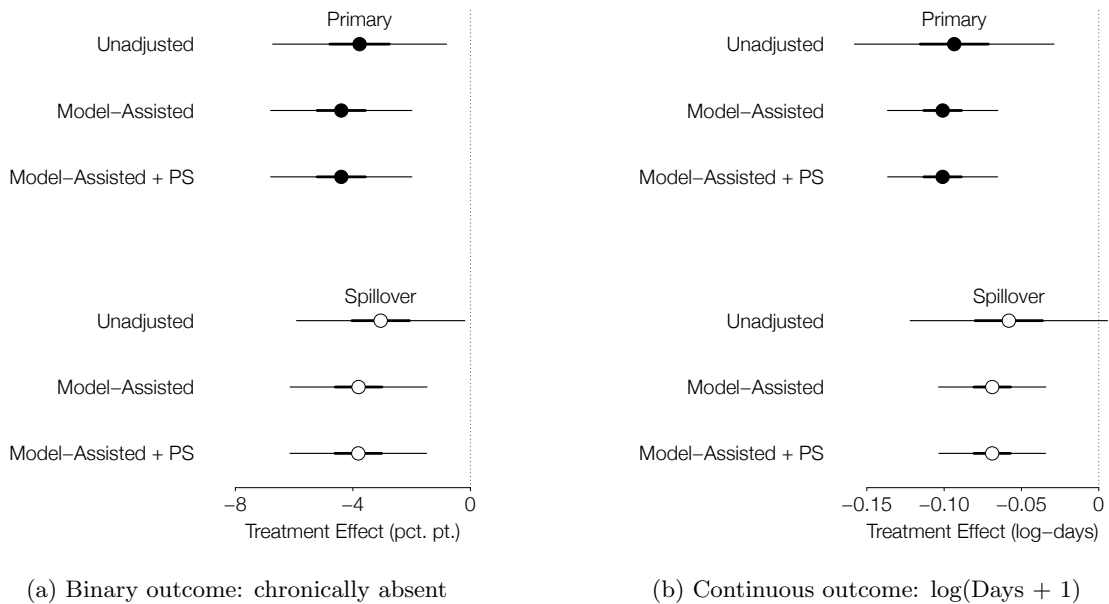 Primary
Unadjusted
Model–Assisted
Model–Assisted + PS
Spillover
Unadjusted
Model–Assisted
Model–Assisted + PS
−8 −4 0
Treatment Effect (pct. pt.)
(a) Binary outcome: chronically absent
Primary
Unadjusted
Model–Assisted
Model–Assisted + PS
Spillover
Unadjusted
Model–Assisted
Model–Assisted + PS
−0.15 −0.10 −0.05 0
Treatment Effect (log−days)
(b) Continuous outcome: log(Days + 1)